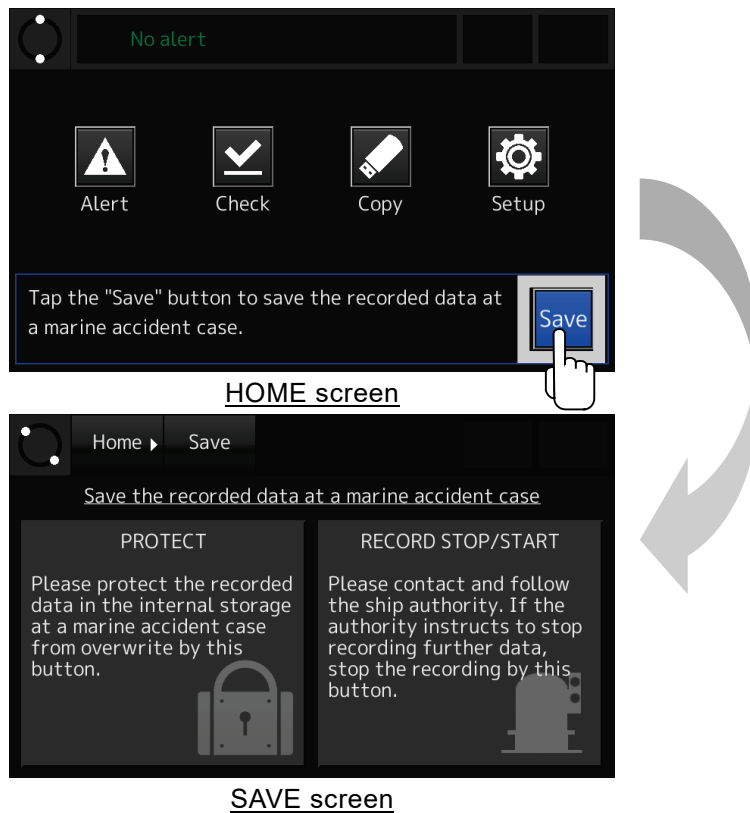 No alert
Alert
Check
Copy
Setup
Tap the "Save" button to save the recorded data at
a marine accident case.
Save
HOME screen
Home
Save
Save the recorded data at a marine accident case
PROTECT
Please protect the recorded
data in the internal storage
at a marine accident case
from overwrite by this
button.
RECORD STOP/START
Please contact and follow
the ship authority. If the
authority instructs to stop
recording further data,
stop the recording by this
button.
SAVE screen